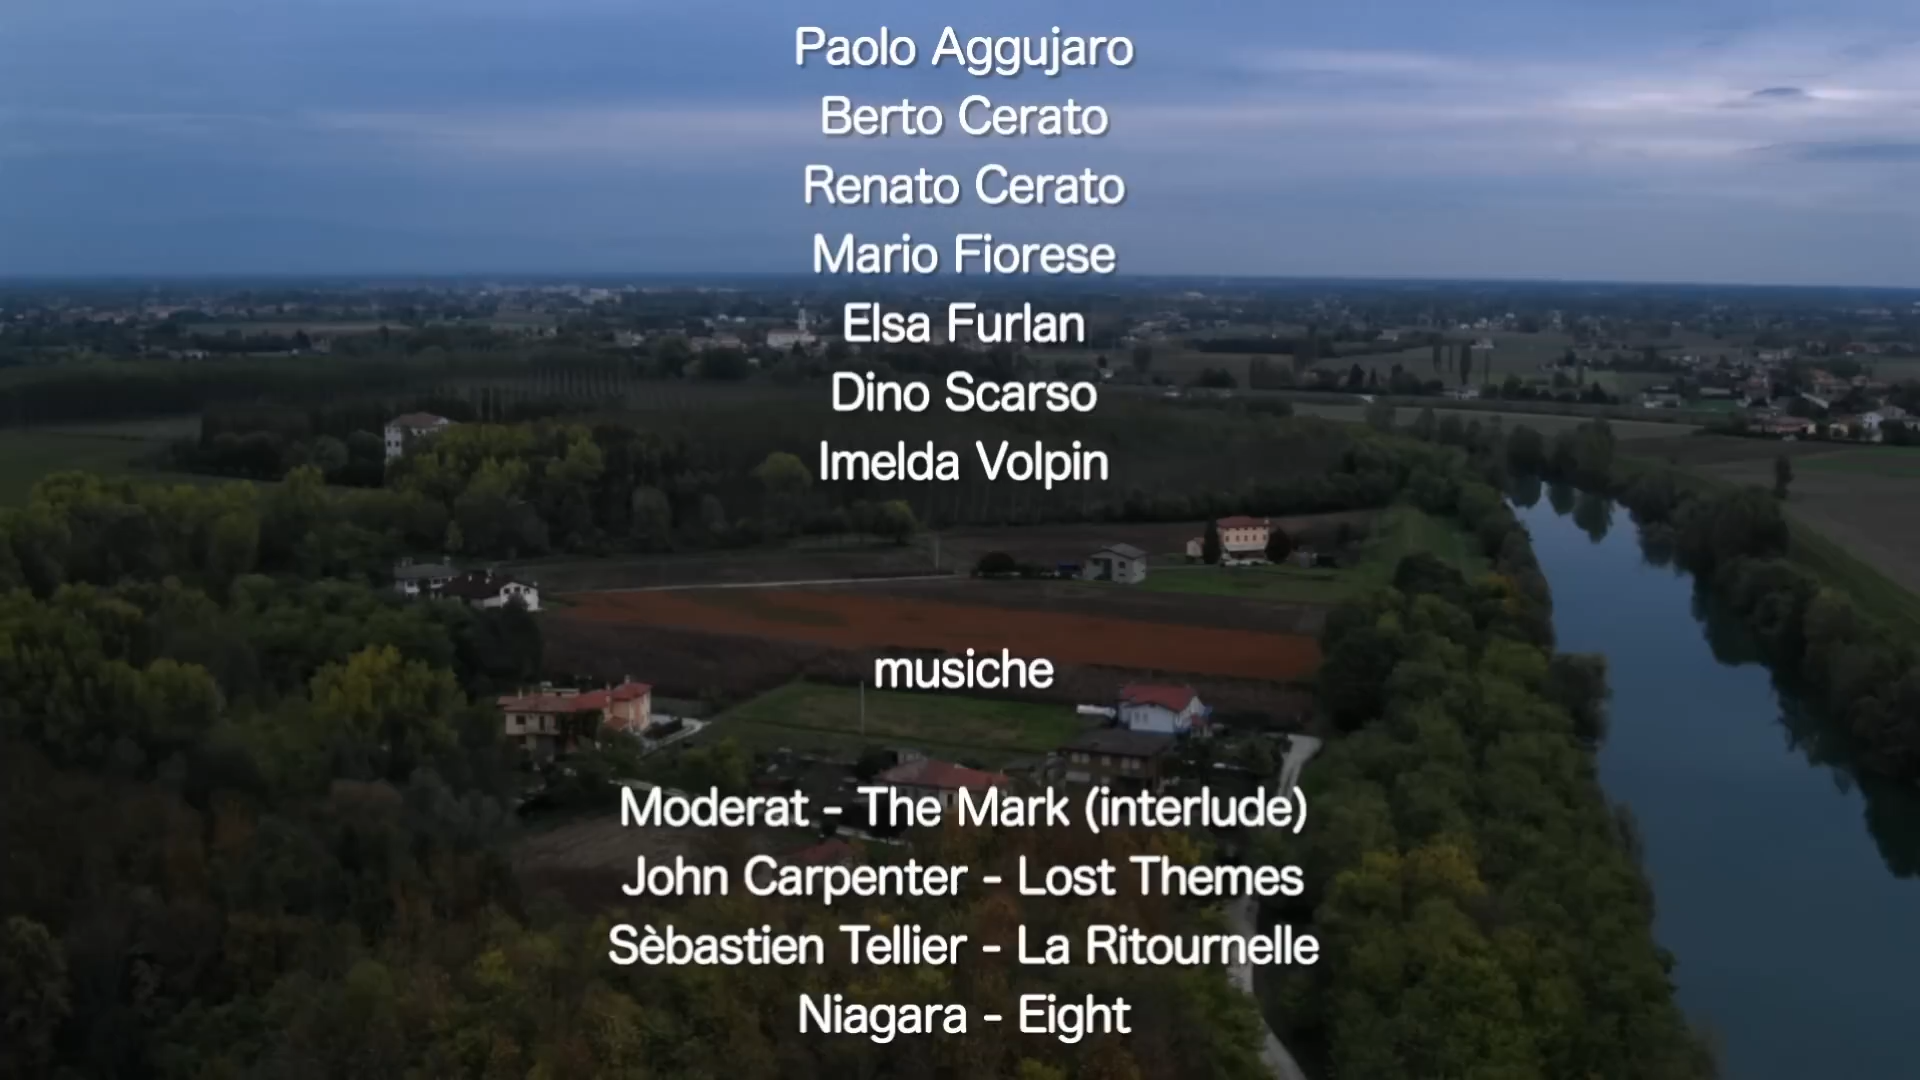 Paolo Aggujaro
Berto Cerato
Renato Cerato
Mario Fiorese
Elsa Furlan
Dino Scarso
Imelda Volpin
musiche
Moderat - The Mark (interlude)
John Carpenter - Lost Themes
Sèbastien Tellier - La Ritournelle
Niagara - Eight